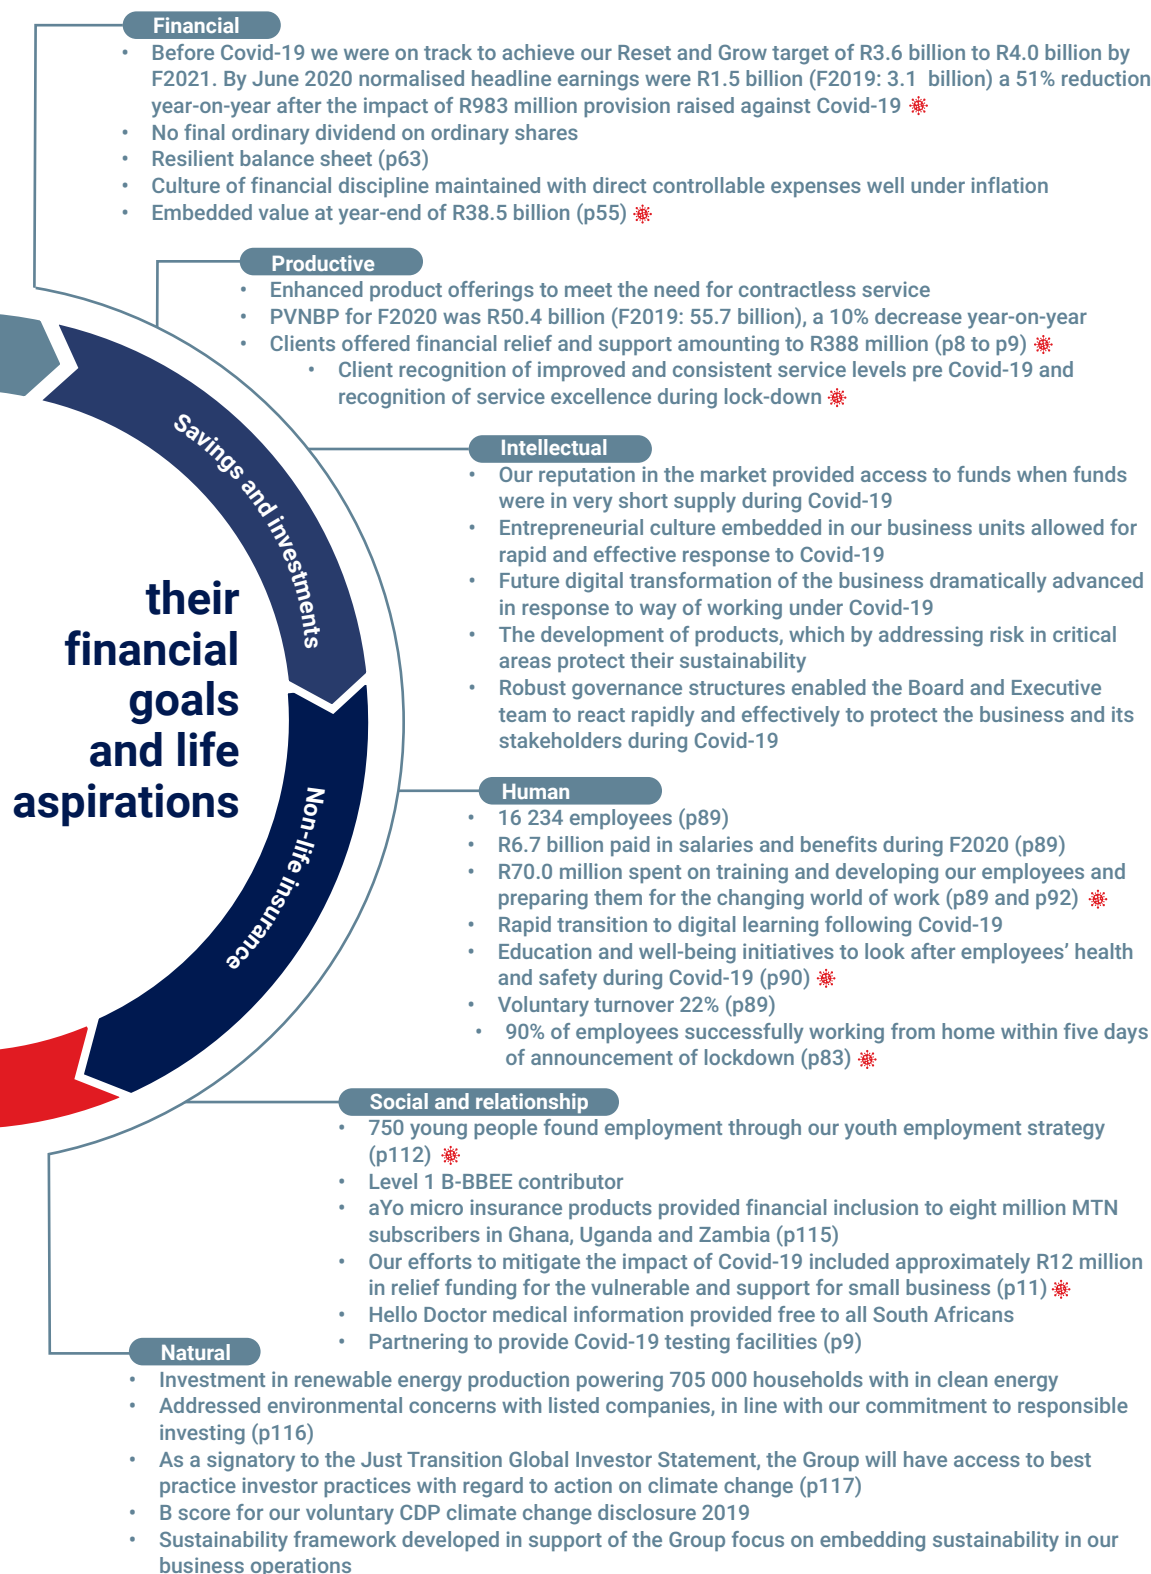 Financial
• Before Covid-19 we were on track to achieve our Reset and Grow target of R3.6 billion to R4.0 billion by
F2021. By June 2020 normalised headline earnings were R1.5 billion (F2019: 3.1 billion) a 51% reduction
year-on-year after the impact of R983 million provision raised against Covid-19
• No final ordinary dividend on ordinary shares
• Resilient balance sheet (p63)
• Culture of financial discipline maintained with direct controllable expenses well under inflation
• Embedded value at year-end of R38.5 billion (p55)
Productive
• Enhanced product offerings to meet the need for contractless service
• PVNBP for F2020 was R50.4 billion (F2019: 55.7 billion), a 10% decrease year-on-year
• Clients offered financial relief and support amounting to R388 million (p8 to p9)
• Client recognition of improved and consistent service levels pre Covid-19 and
recognition of service excellence during lock-down
Savings and investments
Intellectual
• Our reputation in the market provided access to funds when funds
were in very short supply during Covid-19
• Entrepreneurial culture embedded in our business units allowed for
rapid and effective response to Covid-19
• Future digital transformation of the business dramatically advanced
in response to way of working under Covid-19
• The development of products, which by addressing risk in critical
areas protect their sustainability
• Robust governance structures enabled the Board and Executive
team to react rapidly and effectively to protect the business and its
stakeholders during Covid-19
their
financial
goals
and life
aspirations
Non-life insurance
Human
• 16 234 employees (p89)
• R6.7 billion paid in salaries and benefits during F2020 (p89)
• R70.0 million spent on training and developing our employees and
preparing them for the changing world of work (p89 and p92)
• Rapid transition to digital learning following Covid-19
• Education and well-being initiatives to look after employees’ health
and safety during Covid-19 (p90)
• Voluntary turnover 22% (p89)
• 90% of employees successfully working from home within five days
of announcement of lockdown (p83)
Social and relationship
• 750 young people found employment through our youth employment strategy
(p112)
• Level 1 B-BBEE contributor
• aYo micro insurance products provided financial inclusion to eight million MTN
subscribers in Ghana, Uganda and Zambia (p115)
• Our efforts to mitigate the impact of Covid-19 included approximately R12 million
in relief funding for the vulnerable and support for small business (p11)
• Hello Doctor medical information provided free to all South Africans
• Partnering to provide Covid-19 testing facilities (p9)
Natural
• Investment in renewable energy production powering 705 000 households with in clean energy
• Addressed environmental concerns with listed companies, in line with our commitment to responsible
investing (p116)
• As a signatory to the Just Transition Global Investor Statement, the Group will have access to best
practice investor practices with regard to action on climate change (p117)
• B score for our voluntary CDP climate change disclosure 2019
• Sustainability framework developed in support of the Group focus on embedding sustainability in our
business operations